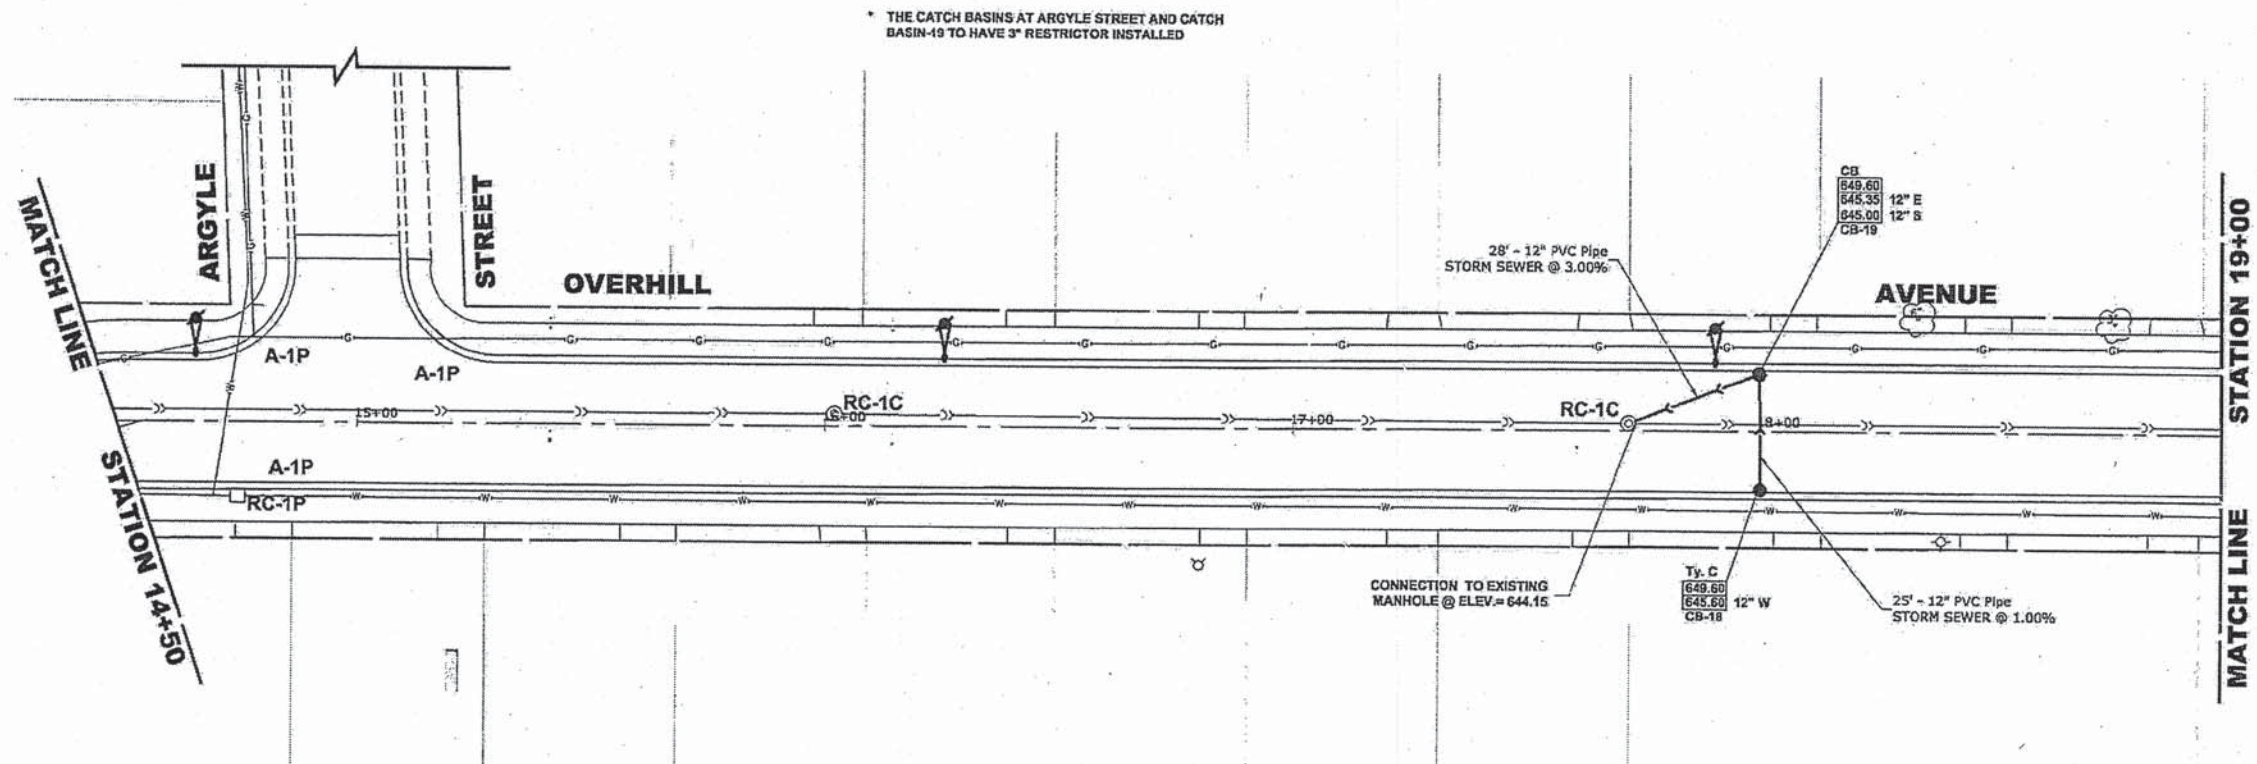 * THE CATCH BASINS AT ARGYLE STREET AND CATCH
BASIN-19 TO HAVE 3" RESTRICTOR INSTALLED
ARGYLE
STREET
OVERHILL
AVENUE
MATCH LINE
STATION 14+50
STATION 19+00
MATCH LINE
CB
649.60
645.35 12" E
645.00 12" S
CB-19
28' - 12" PVC Pipe
STORM SEWER @ 3.00%
A-1P
A-1P
A-1P
RC-1P
RC-1C
RC-1C
15+00
6+00
17+00
8+00
CONNECTION TO EXISTING
MANHOLE @ ELEV.= 644.15
Ty. C
649.60
645.60 12" W
CB-18
25' - 12" PVC Pipe
STORM SEWER @ 1.00%
G G G G G G G G G G G G G G G
W W W W W W W W W W W W W W W